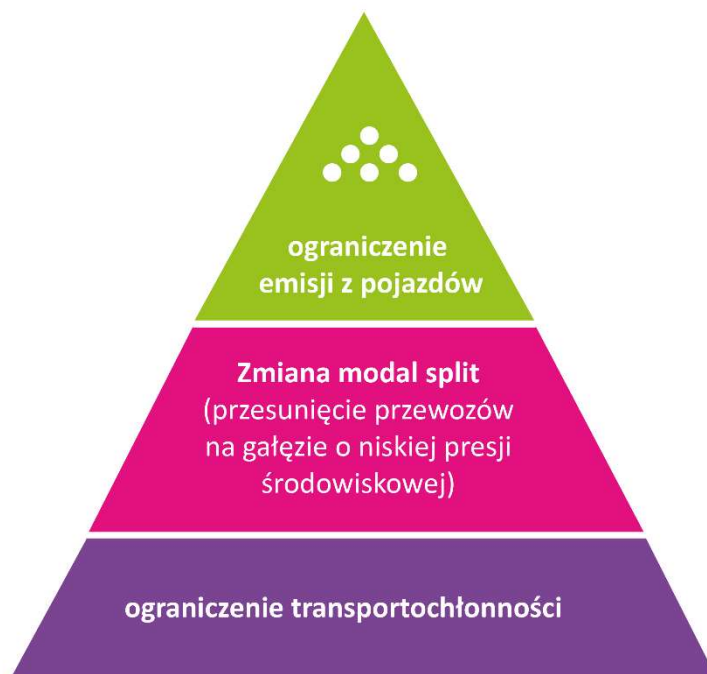 ograniczenie
emisji z pojazdów
Zmiana modal split
(przesunięcie przewozów
na gałęzie o niskiej presji
środowiskowej)
ograniczenie transportochłonności